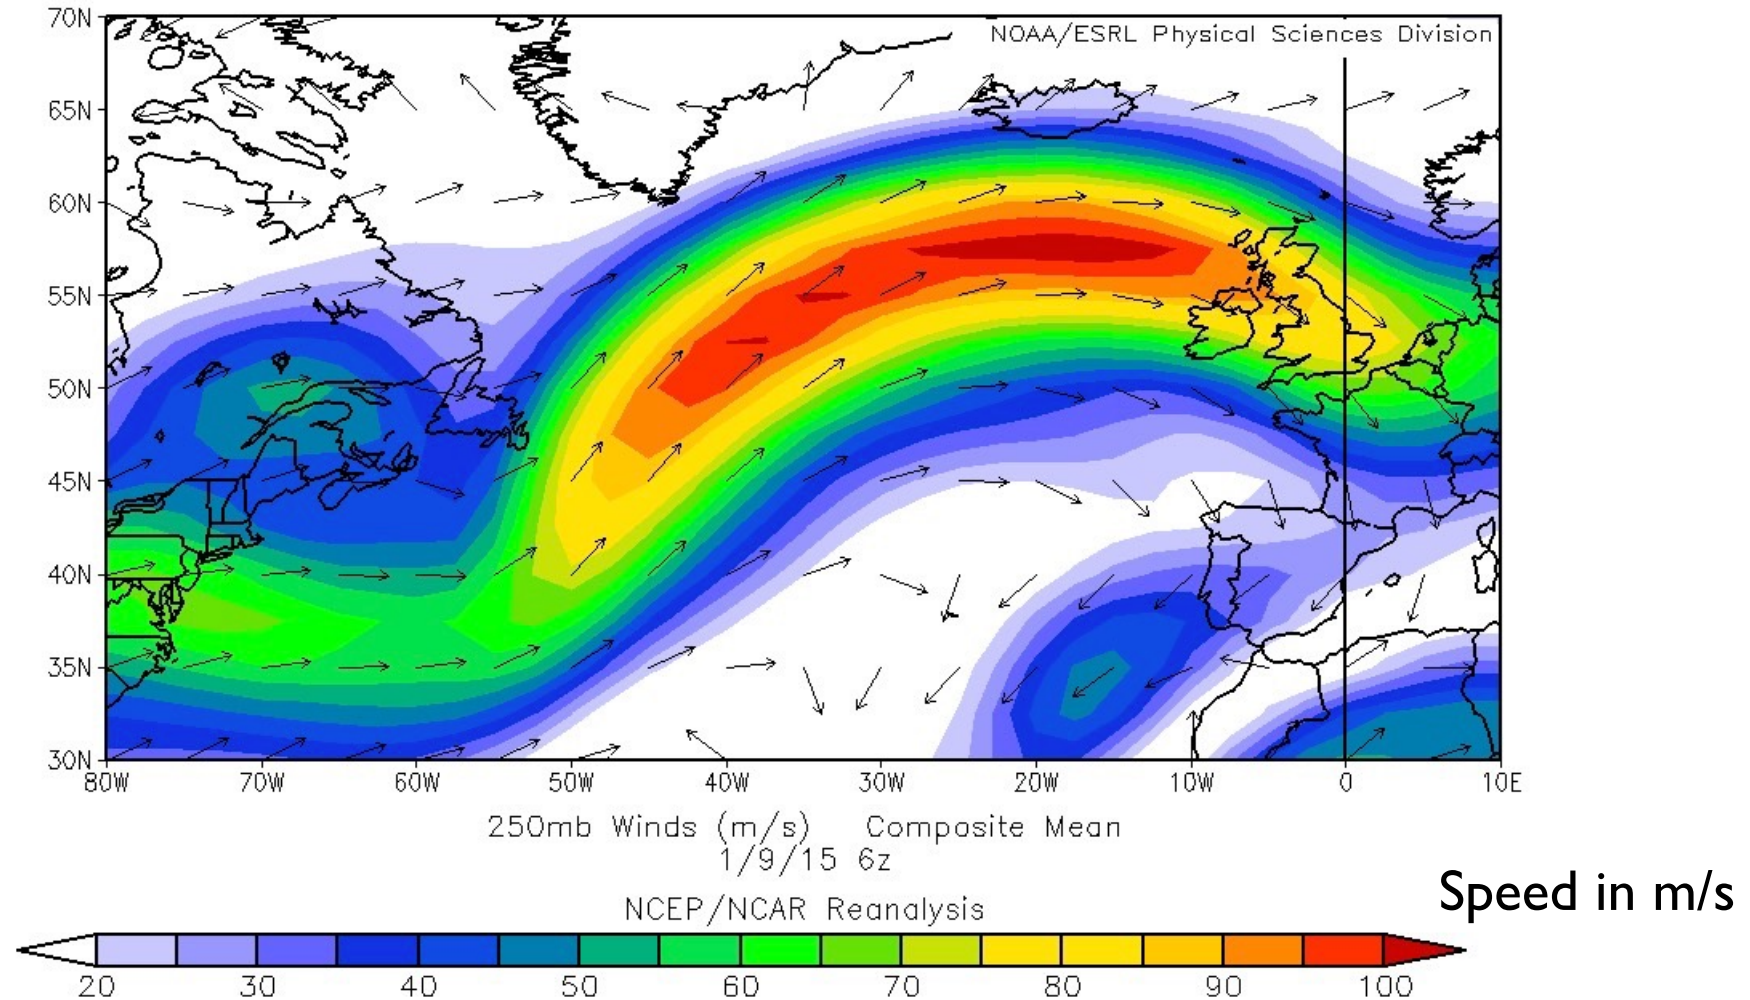 70N
NOAA/ESRL Physical Sciences Division
65N
60N
55N
50N
45N
40N
35N
30N
80W 70W 60W 50W 40W 30W 20W 10W 0 10E
250mb Winds (m/s) Composite Mean
1/9/15 6z
NCEP/NCAR Reanalysis
Speed in m/s
20 30 40 50 60 70 80 90 100